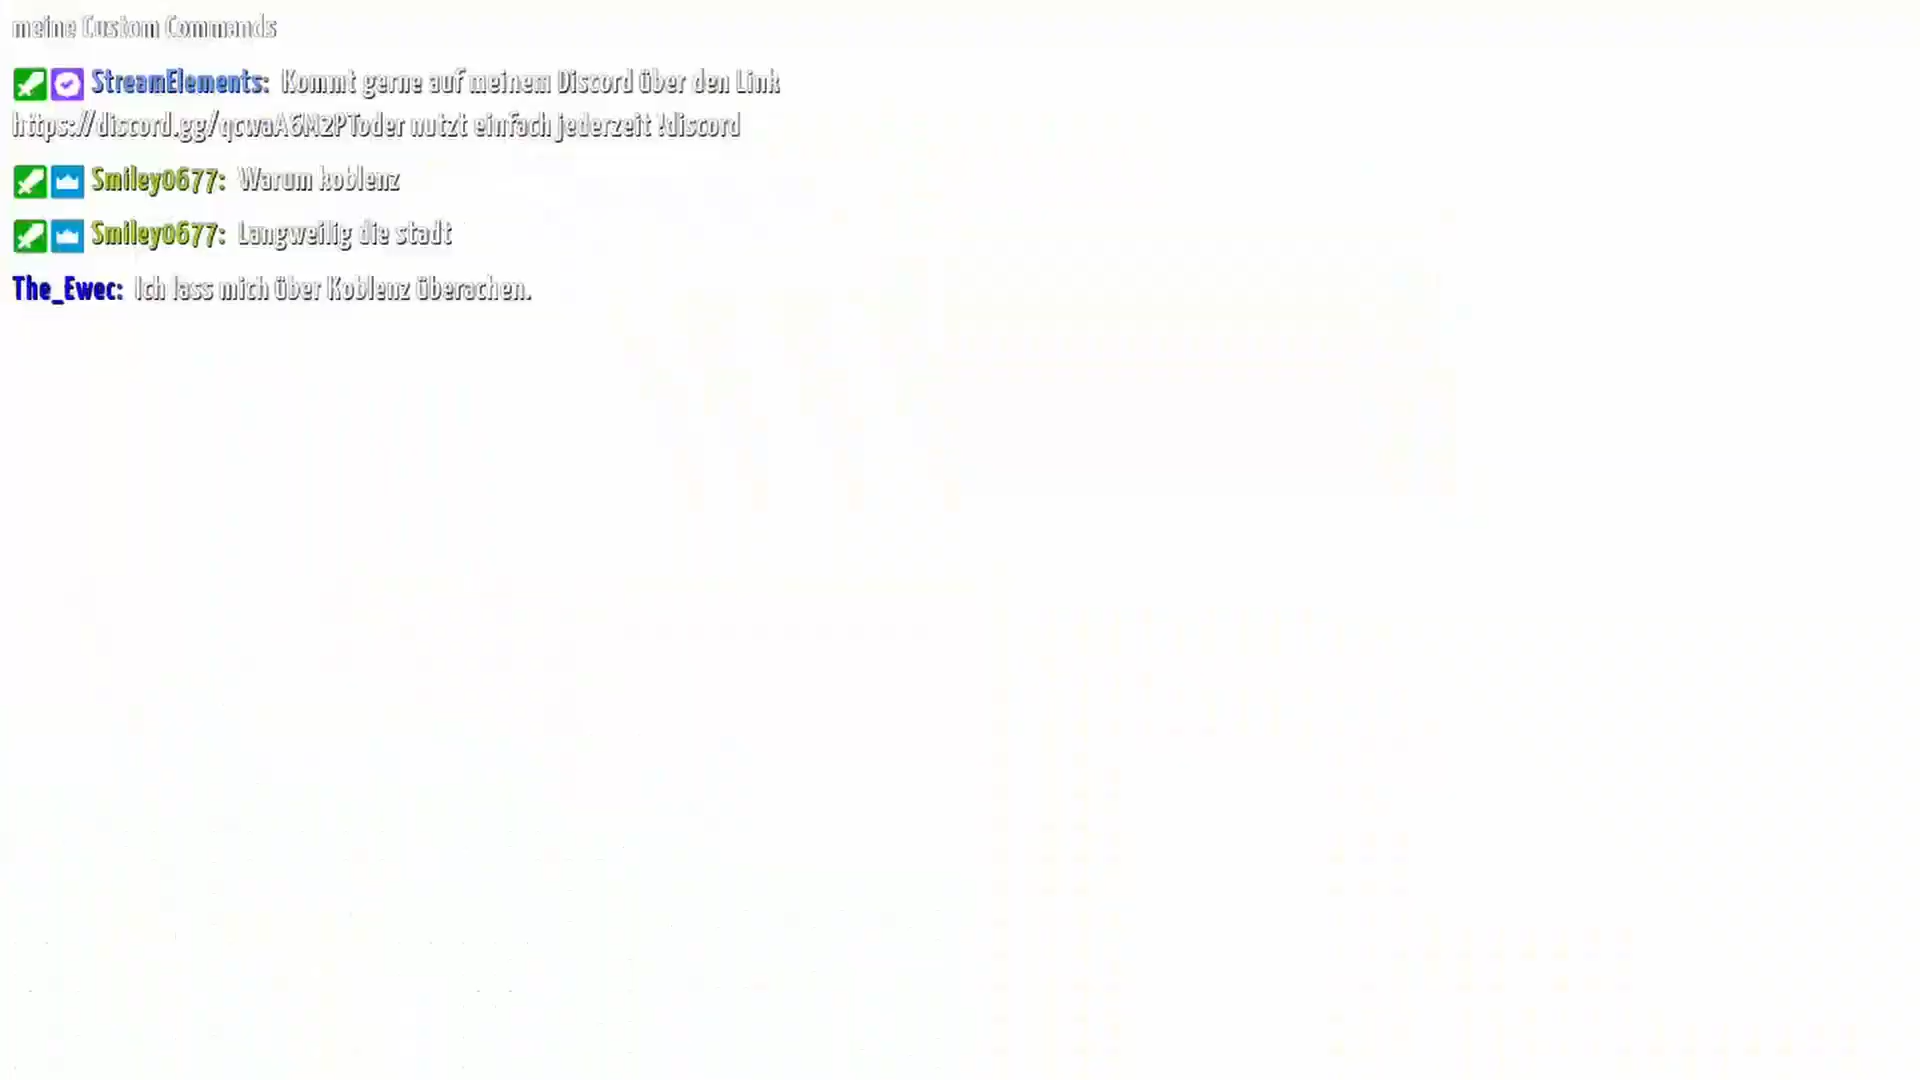 meine Custom Commands
StreamElements: Kommt gerne auf meinem Discord über den Link
https://discord.gg/qcwaA6M2PToder nutzt einfach jederzeit !discord
Smiley0677: Warum koblenz
Smiley0677: Langweilig die stadt
The_Ewec: Ich lass mich über Koblenz überachen.